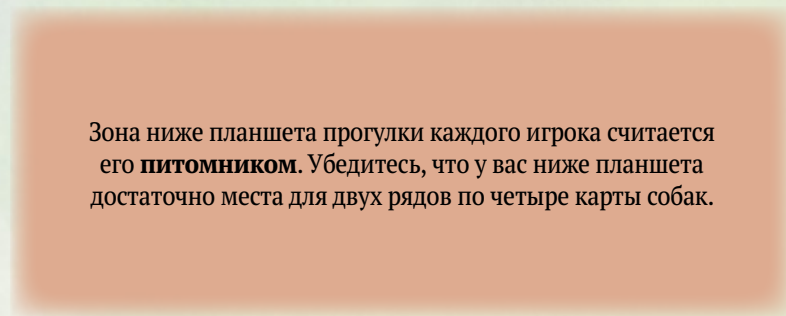 Зона ниже планшета прогулки каждого игрока считается
его питомником. Убедитесь, что у вас ниже планшета
достаточно места для двух рядов по четыре карты собак.